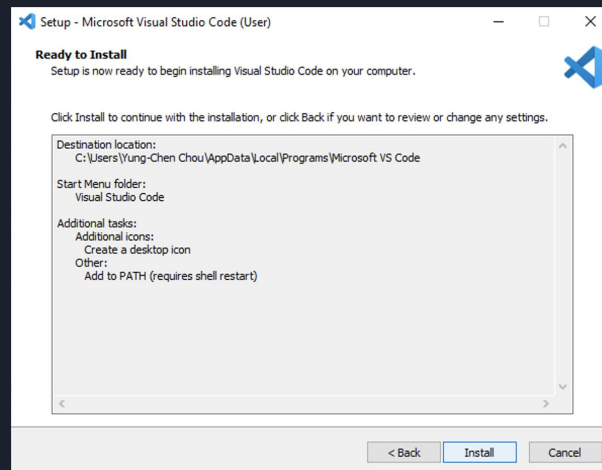 Setup - Microsoft Visual Studio Code (User)
Ready to Install
Setup is now ready to begin installing Visual Studio Code on your computer.
Click Install to continue with the installation, or click Back if you want to review or change any settings.
Destination location:
C:\Users\Yung-Chen Chou\AppData\Local\Programs\Microsoft VS Code
Start Menu folder:
Visual Studio Code
Additional tasks:
Additional icons:
Create a desktop icon
Other:
Add to PATH (requires shell restart)
< Back Install Cancel